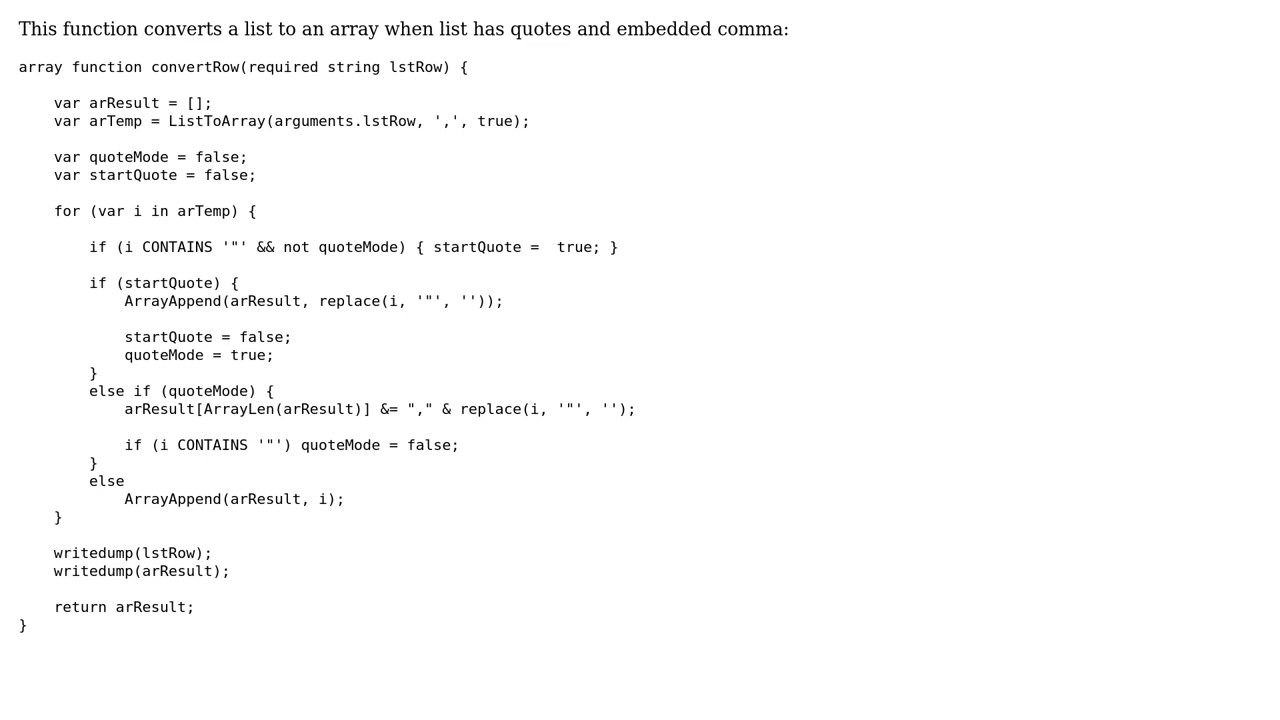 This function converts a list to an array when list has quotes and embedded comma:
array function convertRow(required string lstRow) {
    var arResult = [];
    var arTemp = ListToArray(arguments.lstRow, ',', true);
    var quoteMode = false;
    var startQuote = false;
    for (var i in arTemp) {
        if (i CONTAINS '"' && not quoteMode) { startQuote =  true; }
        if (startQuote) {
            ArrayAppend(arResult, replace(i, '"', ''));
            startQuote = false;
            quoteMode = true;
        }
        else if (quoteMode) {
            arResult[ArrayLen(arResult)] &= "," & replace(i, '"', '');
            if (i CONTAINS '"') quoteMode = false;
        }
        else
            ArrayAppend(arResult, i);
    }
    writedump(lstRow);
    writedump(arResult);
    return arResult;
}